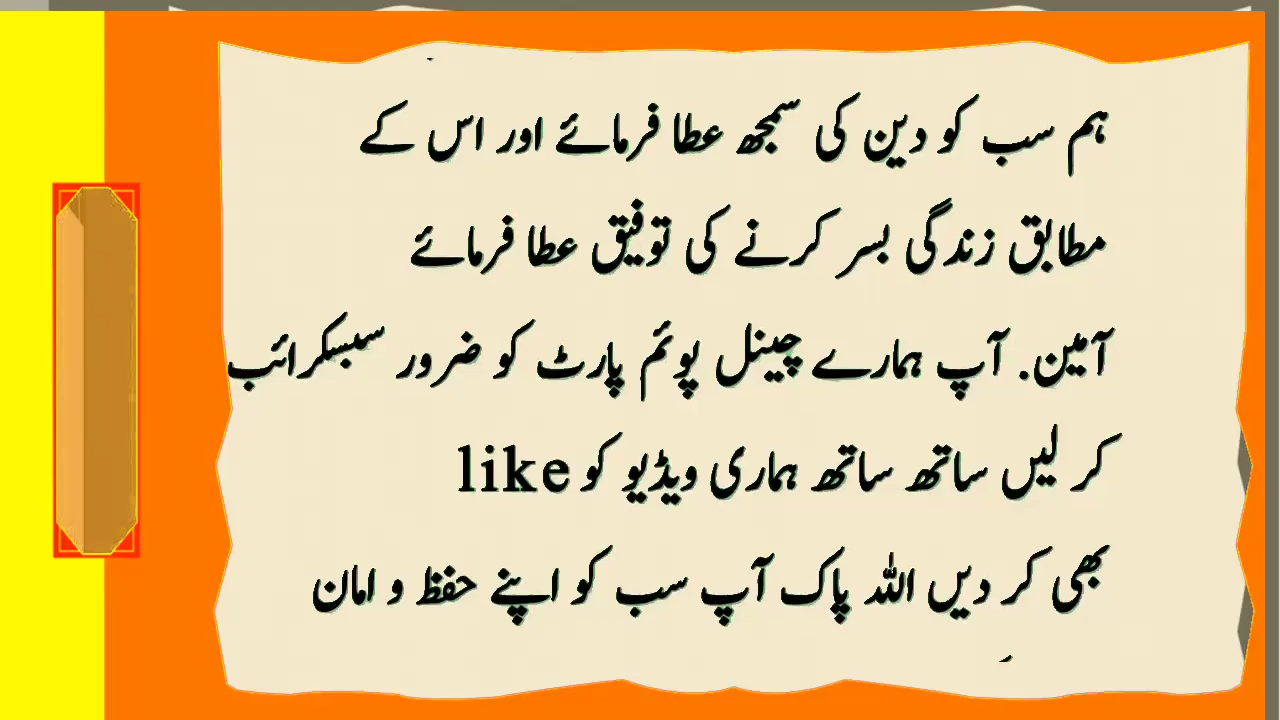 ہم سب کو دین کی سمجھ عطا فرمائے اور اس کے
مطابق زندگی بسر کرنے کی توفیق عطا فرمائے
آمین. آپ ہمارے چینل پوئم پارٹ کو ضرور سبسکرائب
کر لیں ساتھ ساتھ ہماری ویڈیو کو like
بھی کر دیں اللہ پاک آپ سب کو اپنے حفظ و امان